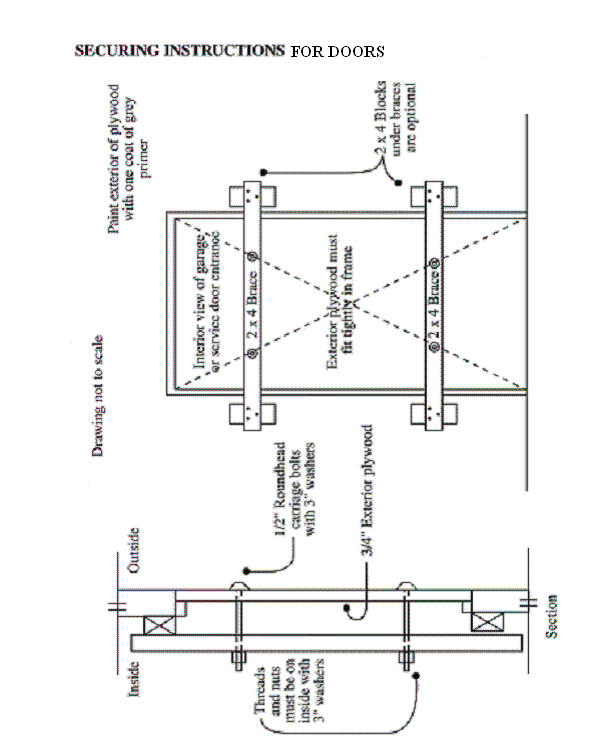 SECURING INSTRUCTIONS FOR DOORS
Drawing not to scale
Paint exterior of plywood
with one coat of grey
primer
Interior view of garage
or service door entrance
2 x 4 Brace
Exterior plywood must
fit tightly in frame
2 x 4 Brace
2 x 4 Blocks
under braces
are optional
Inside
Outside
1/2" Roundhead
carriage bolts
with 3" washers
3/4" Exterior plywood
Threads
and nuts
must be on
inside with
3" washers
Section